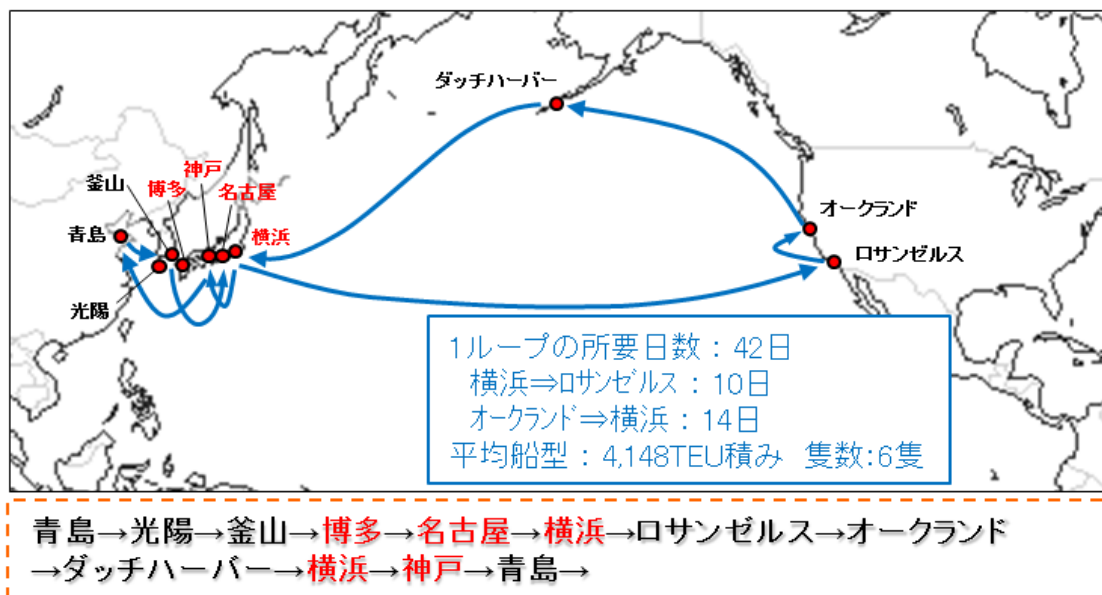 ダッチハーバー
神戸
釜山
博多
名古屋
青島
横浜
光陽
オークランド
ロサンゼルス
1ループの所要日数：42日
横浜⇒ロサンゼルス：10日
オークランド⇒横浜：14日
平均船型：4,148TEU積み 隻数:6隻
青島→光陽→釜山→博多→名古屋→横浜→ロサンゼルス→オークランド
→ダッチハーバー→横浜→神戸→青島→